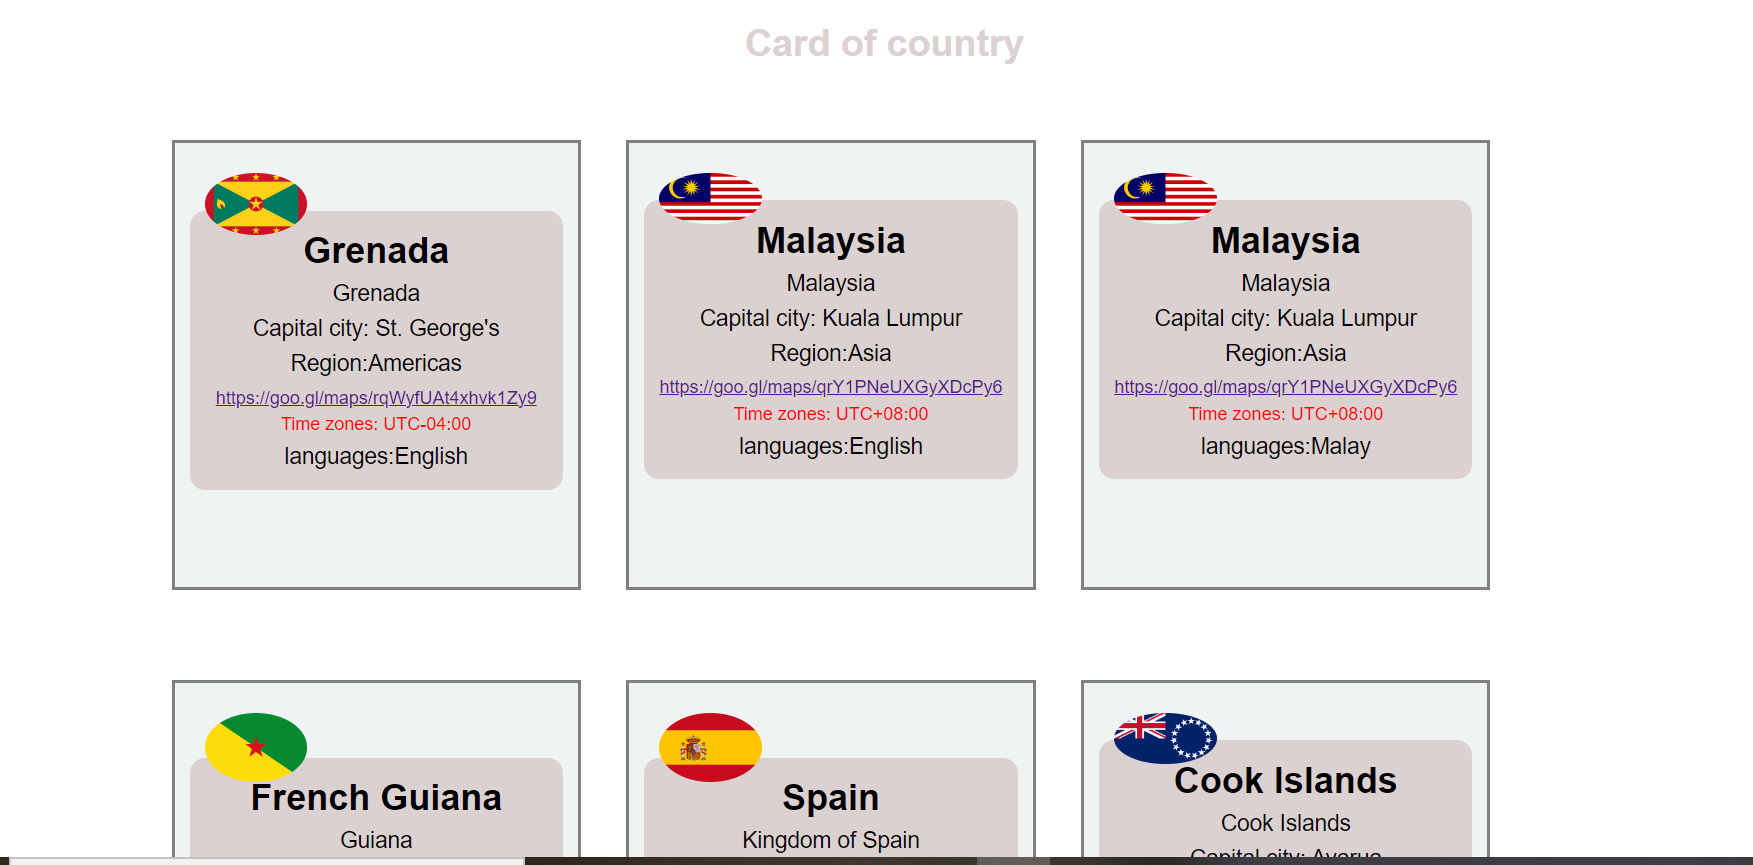 Card of country
Grenada
Grenada
Capital city: St. George's
Region:Americas
https://goo.gl/maps/rqWyfUAt4xhvk1Zy9
Time zones: UTC-04:00
languages:English
Malaysia
Malaysia
Capital city: Kuala Lumpur
Region:Asia
https://goo.gl/maps/qrY1PNeUXGyXDcPy6
Time zones: UTC+08:00
languages:English
Malaysia
Malaysia
Capital city: Kuala Lumpur
Region:Asia
https://goo.gl/maps/qrY1PNeUXGyXDcPy6
Time zones: UTC+08:00
languages:Malay
French Guiana
Guiana
Spain
Kingdom of Spain
Cook Islands
Cook Islands
Capital city: Avarua